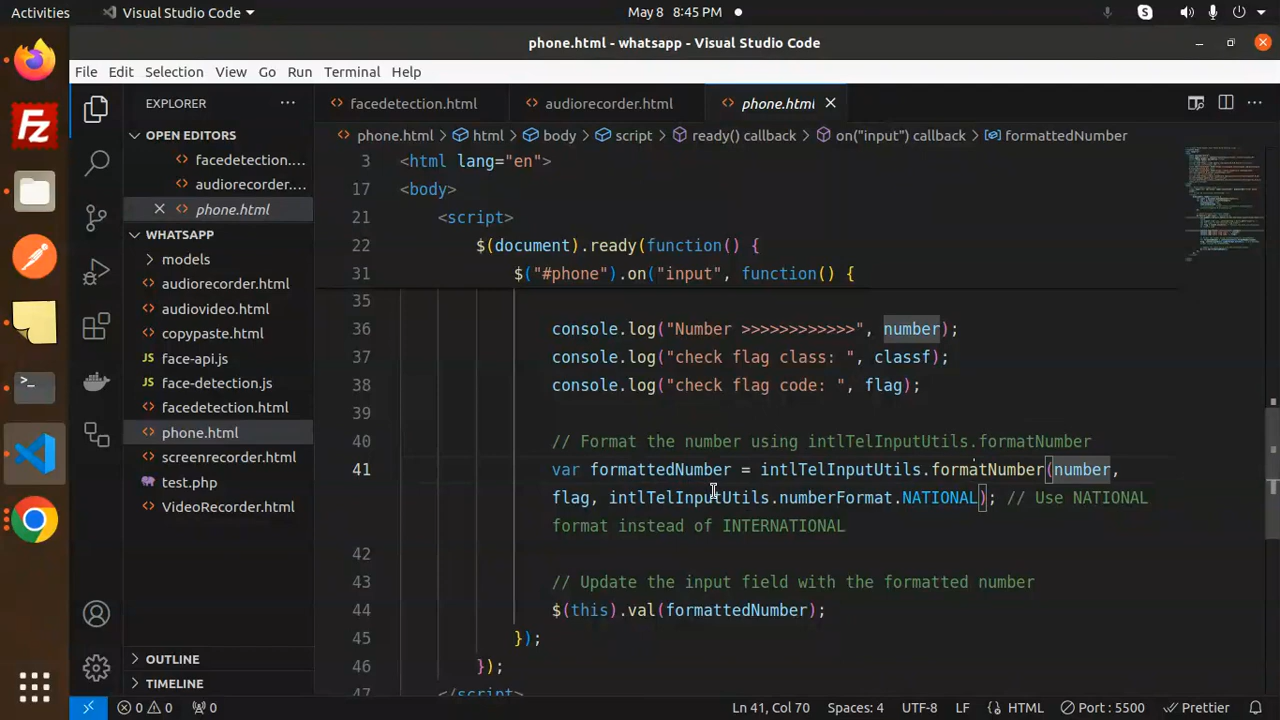 Activities
Visual Studio Code
May 8 8:45 PM
phone.html - whatsapp - Visual Studio Code
File Edit Selection View Go Run Terminal Help
EXPLORER
facedetection.html
audiorecorder.html
phone.html
OPEN EDITORS
phone.html
html
body
script
ready() callback
on("input") callback
formattedNumber
facedetection....
audiorecorder....
phone.html
WHATSAPP
models
audiorecorder.html
audiovideo.html
copypaste.html
face-api.js
JS
face-detection.js
JS
facedetection.html
phone.html
screenrecorder.html
test.php
VideoRecorder.html
OUTLINE
TIMELINE
Fz
S
3 <html lang="en">
17 <body>
21 <script>
22 $(document).ready(function() {
31 $("#phone").on("input", function() {
35
36 console.log("Number >>>>>>>>>>>>", number);
37 console.log("check flag class: ", classf);
38 console.log("check flag code: ", flag);
39
40 // Format the number using intlTelInputUtils.formatNumber
41 var formattedNumber = intlTelInputUtils.formatNumber(number,
flag, intlTelInputUtils.numberFormat.NATIONAL); // Use NATIONAL
format instead of INTERNATIONAL
42
43 // Update the input field with the formatted number
44 $(this).val(formattedNumber);
45 });
46 });
47 </script>
0 0 0
Ln 41, Col 70
Spaces: 4
UTF-8
LF
HTML
Port : 5500
Prettier